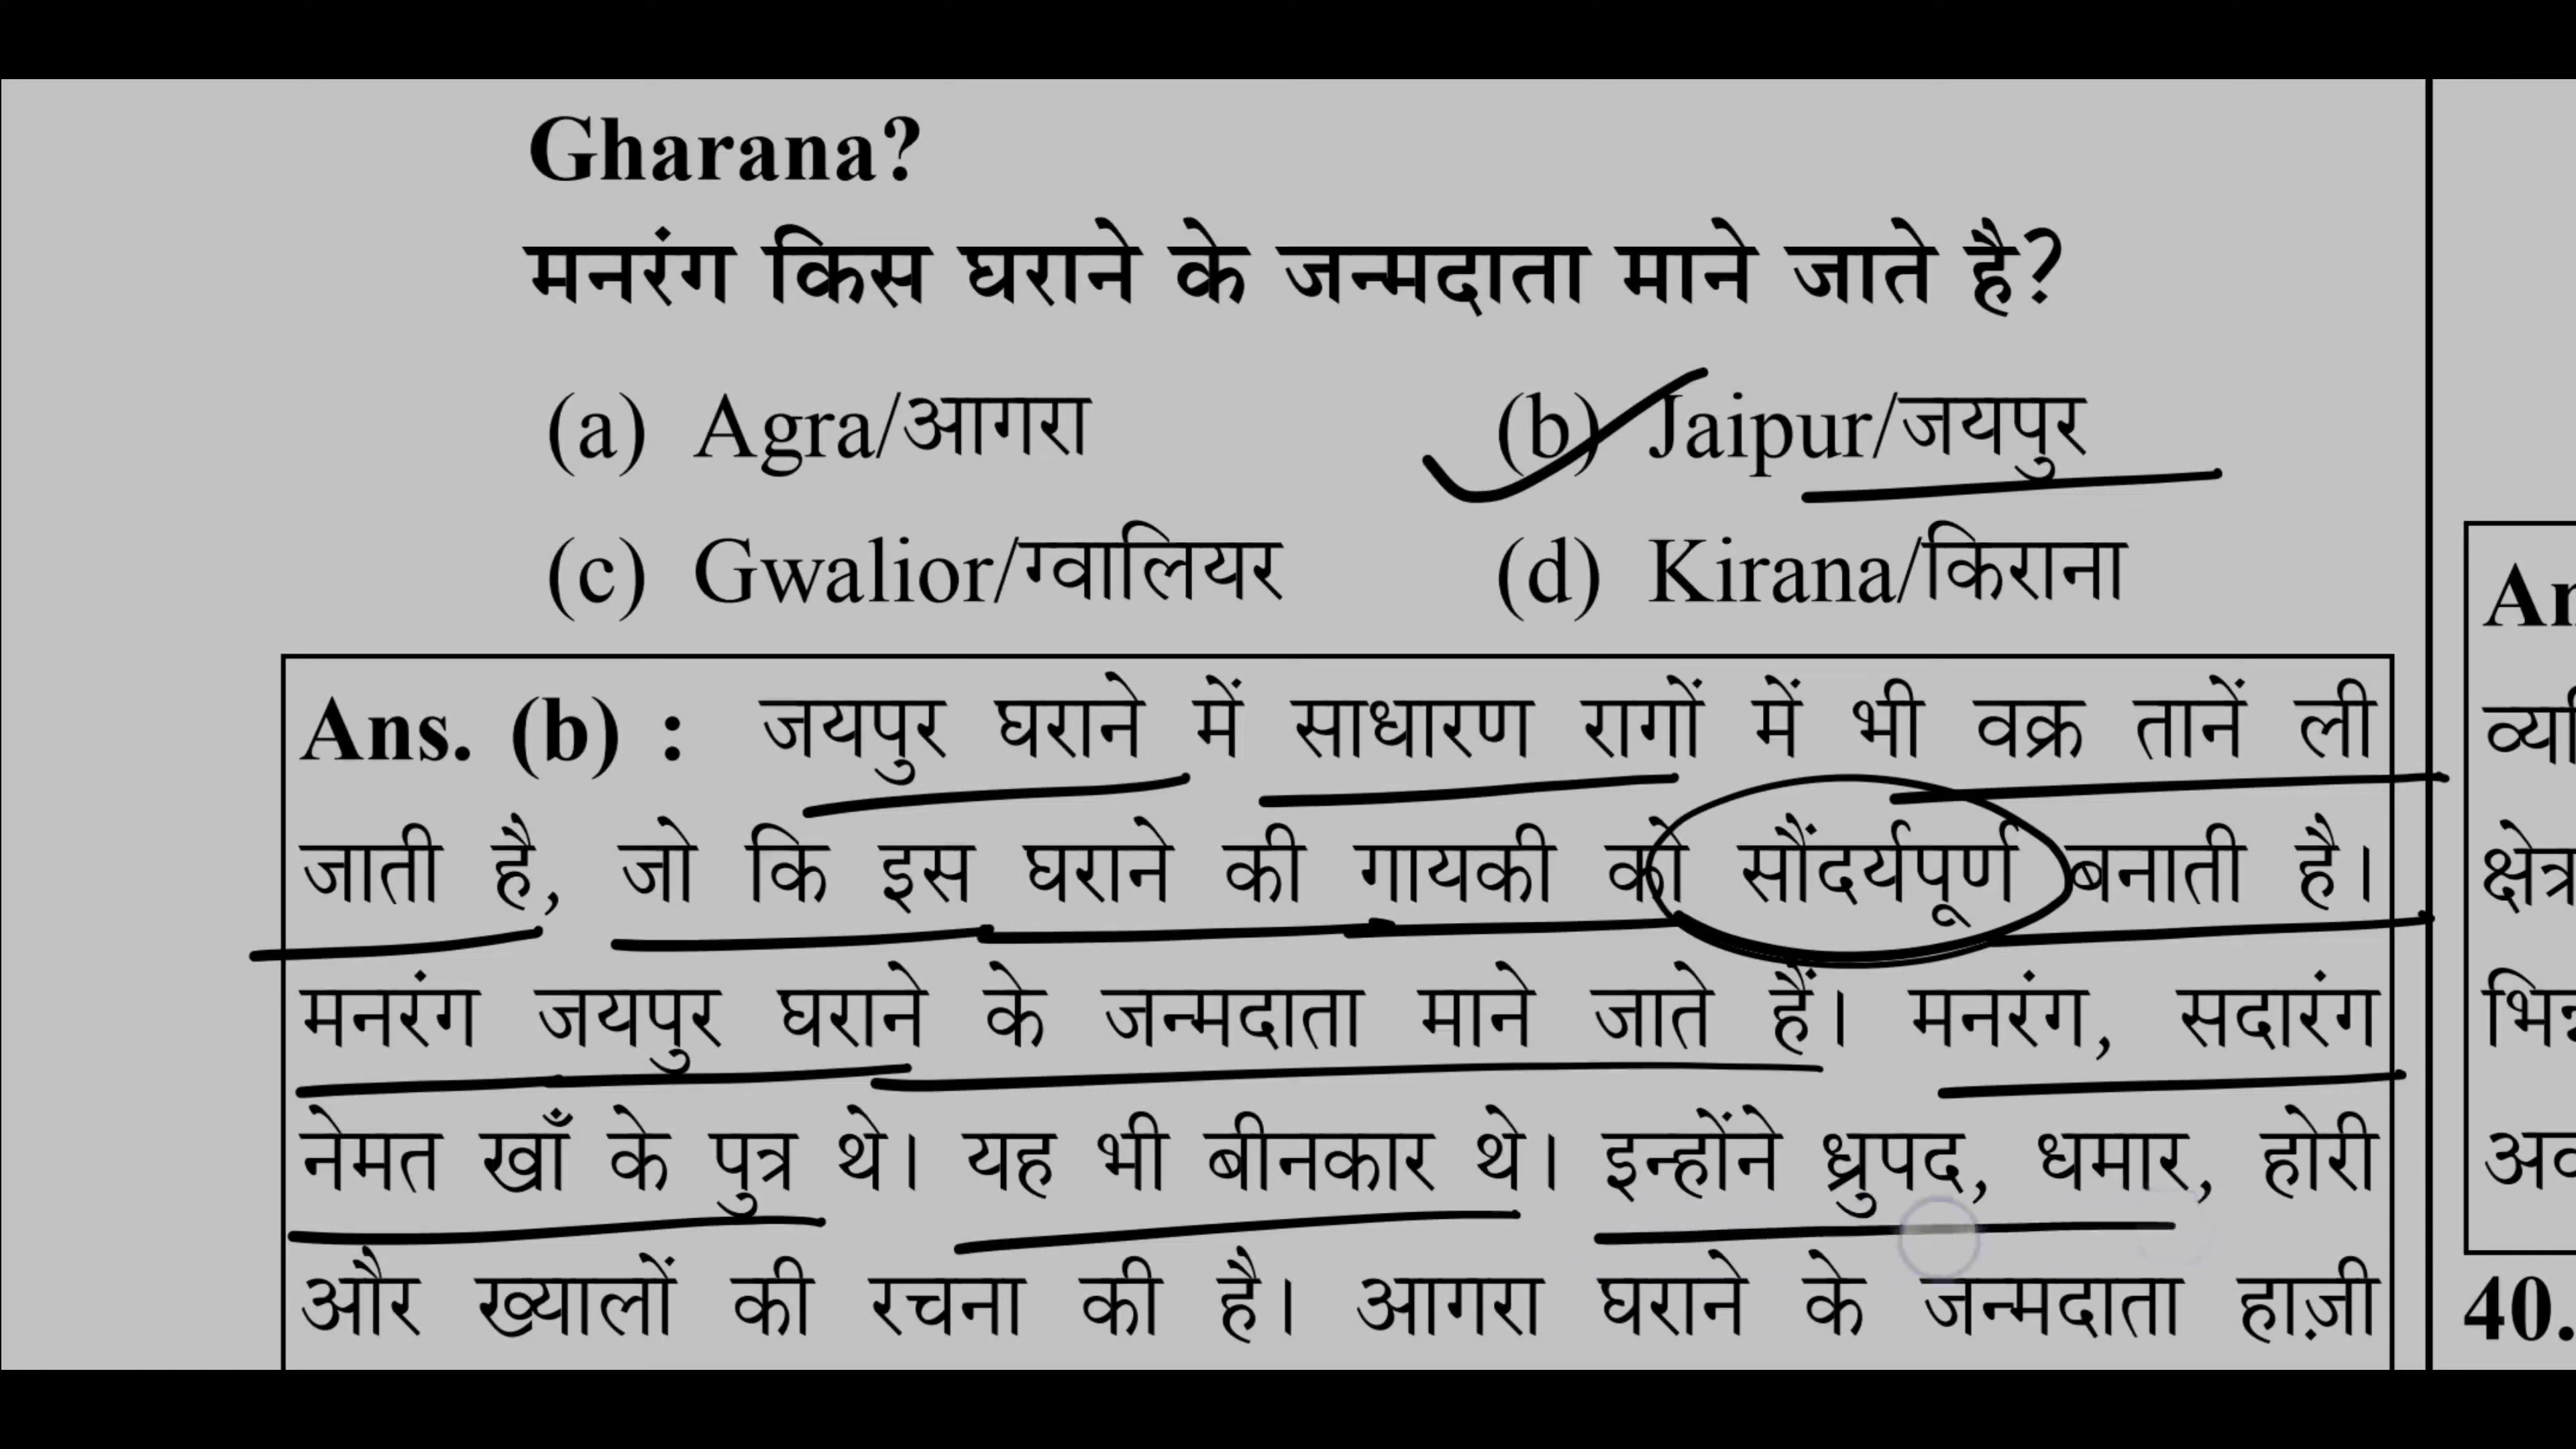 Gharana?
मनरंग किस घराने के जन्मदाता माने जाते है?
(a) Agra/आगरा
(b) Jaipur/जयपुर
(c) Gwalior/ग्वालियर
(d) Kirana/किराना
Ans. (b) : जयपुर घराने में साधारण रागों में भी वक्र तानें ली
जाती है, जो कि इस घराने की गायकी को सौंदर्यपूर्ण बनाती है।
मनरंग जयपुर घराने के जन्मदाता माने जाते हैं। मनरंग, सदारंग
नेमत खाँ के पुत्र थे। यह भी बीनकार थे। इन्होंने ध्रुपद, धमार, होरी
और ख्यालों की रचना की है। आगरा घराने के जन्मदाता हाज़ी
40.